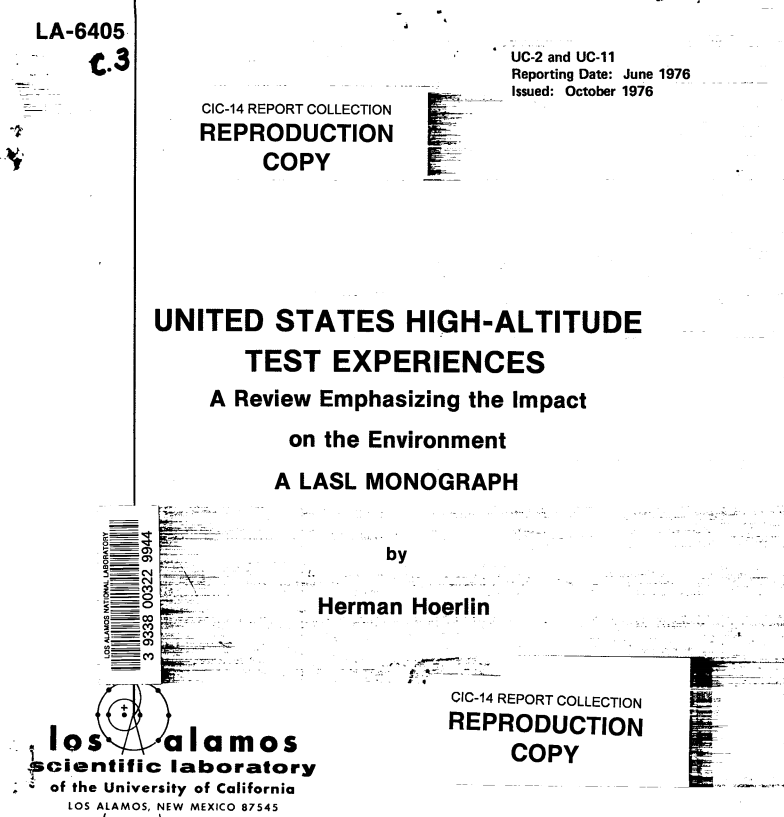 LA-6405
C.3
UC-2 and UC-11
Reporting Date: June 1976
Issued: October 1976
CIC-14 REPORT COLLECTION
REPRODUCTION
COPY
UNITED STATES HIGH-ALTITUDE
TEST EXPERIENCES
A Review Emphasizing the Impact
on the Environment
A LASL MONOGRAPH
LOS ALAMOS NATIONAL LABORATORY
3 9338 00322 9944
by
Herman Hoerlin
los alamos
scientific laboratory
of the University of California
LOS ALAMOS, NEW MEXICO 87545
CIC-14 REPORT COLLECTION
REPRODUCTION
COPY